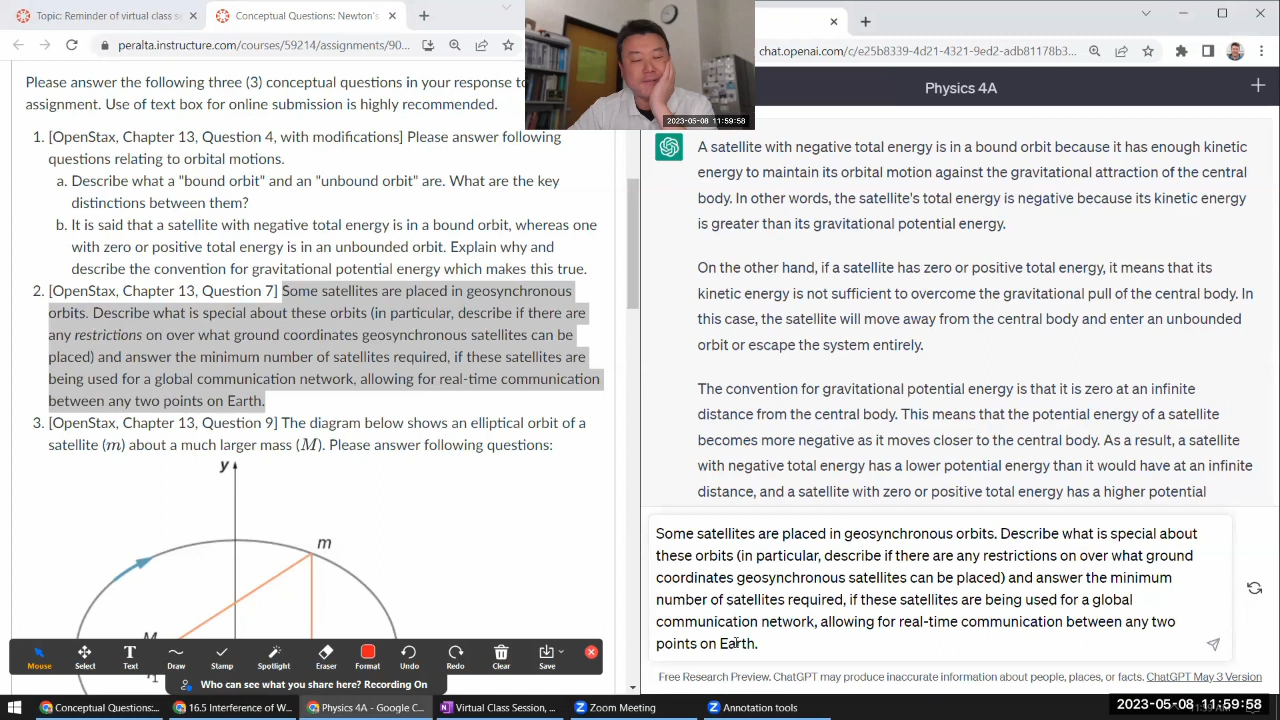 Topic: Reminder of virtual class s
Conceptual Questions: Newton's
peralta.instructure.com/courses/59214/assignments/90...
chat.openai.com/c/e25b8339-4d21-4321-9ed2-adb81178b3...
2023-05-08 11:59:58
Please answer the following three (3) conceptual questions in your response to
assignment. Use of text box for online submission is highly recommended.
1. [OpenStax, Chapter 13, Question 4, with modifications] Please answer following
questions relating to orbital motions.
a. Describe what a "bound orbit" and an "unbound orbit" are. What are the key
distinctions between them?
b. It is said that a satellite with negative total energy is in a bound orbit, whereas one
with zero or positive total energy is in an unbounded orbit. Explain why and
describe the convention for gravitational potential energy which makes this true.
2. [OpenStax, Chapter 13, Question 7] Some satellites are placed in geosynchronous
orbits. Describe what is special about these orbits (in particular, describe if there are
any restrictions on over what ground coordinates geosynchronous satellites can be
placed) and answer the minimum number of satellites required, if these satellites are
being used for a global communication network, allowing for real-time communication
between any two points on Earth.
3. [OpenStax, Chapter 13, Question 9] The diagram below shows an elliptical orbit of a
satellite (m) about a much larger mass (M). Please answer following questions:
y
m
M
Physics 4A
A satellite with negative total energy is in a bound orbit because it has enough kinetic
energy to maintain its orbital motion against the gravitational attraction of the central
body. In other words, the satellite's total energy is negative because its kinetic energy
is greater than its gravitational potential energy.
On the other hand, if a satellite has zero or positive total energy, it means that its
kinetic energy is not sufficient to overcome the gravitational pull of the central body. In
this case, the satellite will move away from the central body and enter an unbounded
orbit or escape the system entirely.
The convention for gravitational potential energy is that it is zero at an infinite
distance from the central body. This means that the potential energy of a satellite
becomes more negative as it moves closer to the central body. As a result, a satellite
with negative total energy has a lower potential energy than it would have at an infinite
distance, and a satellite with zero or positive total energy has a higher potential
Some satellites are placed in geosynchronous orbits. Describe what is special about
these orbits (in particular, describe if there are any restrictions on over what ground
coordinates geosynchronous satellites can be placed) and answer the minimum
number of satellites required, if these satellites are being used for a global
communication network, allowing for real-time communication between any two
points on Earth.
Free Research Preview. ChatGPT may produce inaccurate information about people, places, or facts. ChatGPT May 3 Version
Mouse Select Text Draw Stamp Spotlight Eraser Format Undo Redo Clear Save
Who can see what you share here? Recording On
Conceptual Questions:... 16.5 Interference of W... Physics 4A - Google C... Virtual Class Session, ... Zoom Meeting Annotation tools
2023-05-08 11:59:58